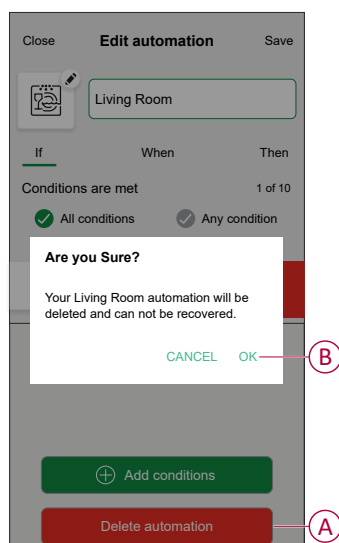 Close Edit automation Save
Living Room
If When Then
Conditions are met 1 of 10
All conditions Any condition
Are you Sure?
Your Living Room automation will be
deleted and can not be recovered.
CANCEL OK B
Add conditions
Delete automation A